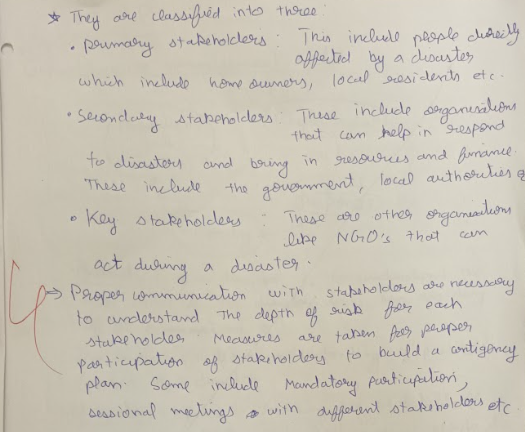 * They are classified into three:
• primary stakeholders : This include people directly
affected by a disaster
which include home owners, local residents etc.
• Secondary stakeholders : These include organisations
that can help in respond
to disasters and bring in resources and finance.
These include the government, local authorities
• Key stakeholders : These are other organisations
like NGO's that can
act during a disaster.
→ Proper communication with stakeholders are necessary
to understand the depth of risk for each
stakeholder. Measures are taken for proper
participation of stakeholders to build a contigency
plan. Some include Mandatory participation,
sessional meetings with different stakeholders etc.